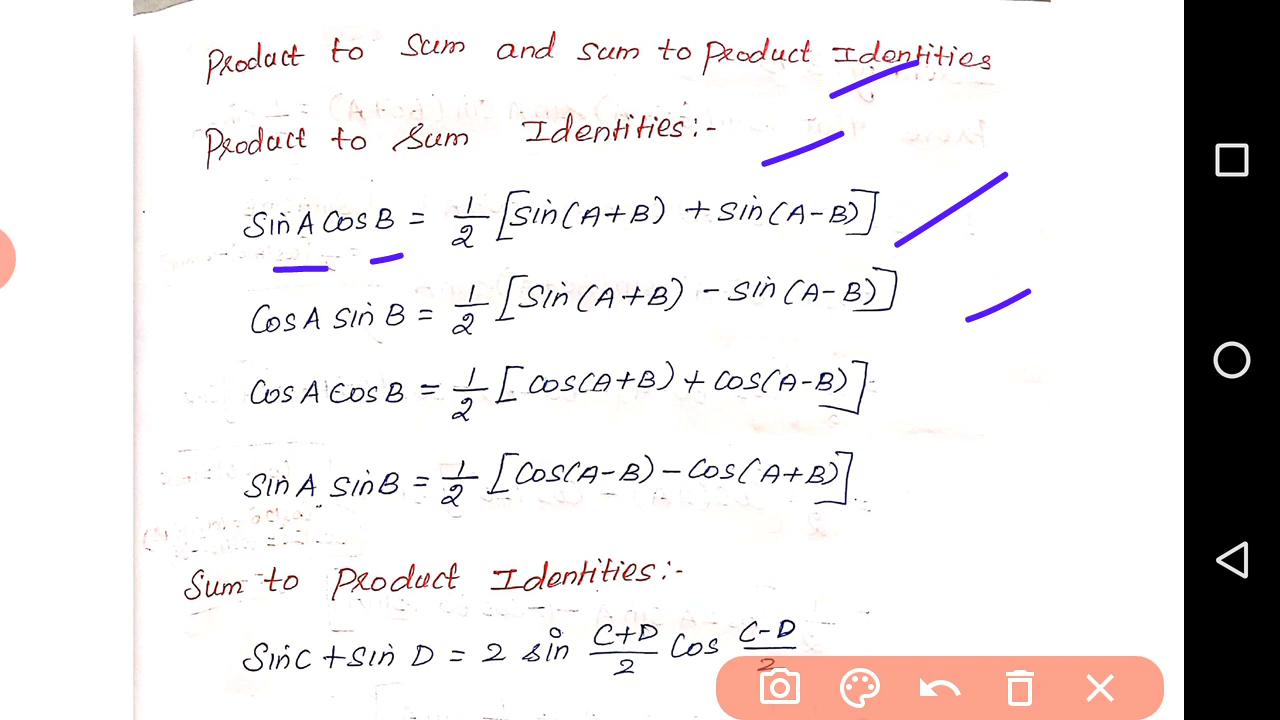 Product to Sum and sum to product Identities
Product to Sum Identities:-
Sin A Cos B = 1/2 [Sin(A+B) + sin(A-B)]
Cos A sin B = 1/2 [Sin(A+B) - sin(A-B)]
Cos A Cos B = 1/2 [Cos(A+B) + Cos(A-B)]
Sin A sin B = 1/2 [Cos(A-B) - Cos(A+B)]
Sum to Product Identities:-
Sin C + sin D = 2 sin C+D/2 Cos C-D/2